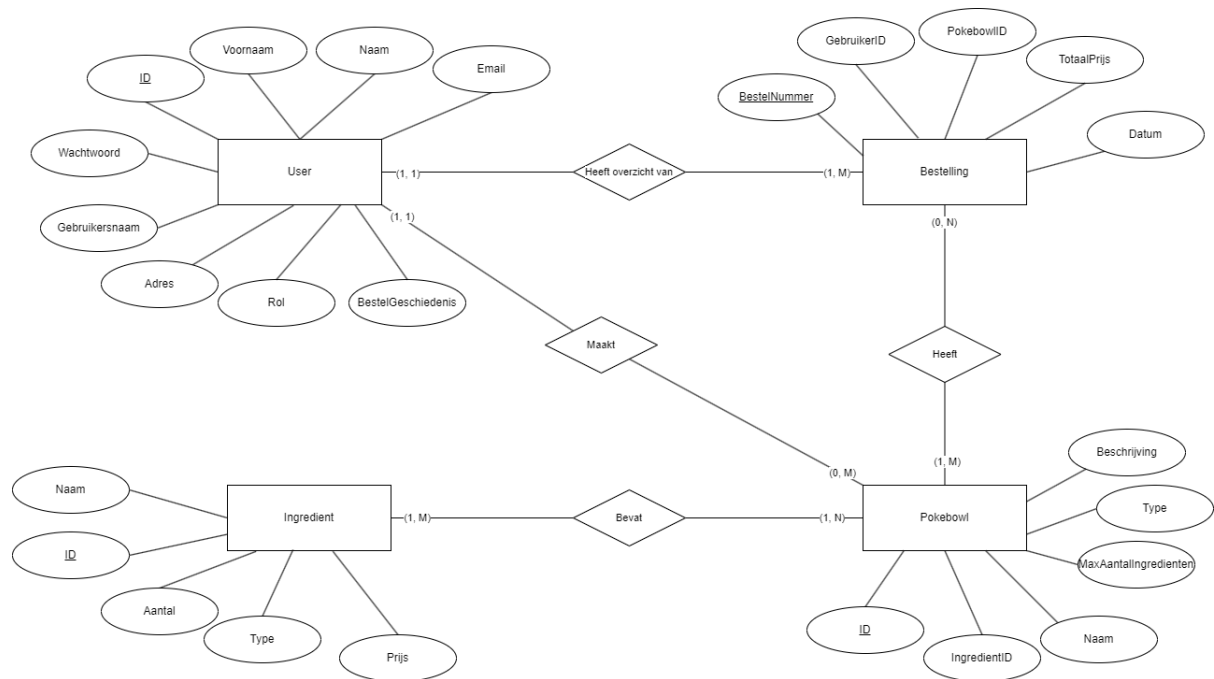 Voornaam
Naam
Email
ID
Wachtwoord
Gebruikersnaam
Adres
Rol
BestelGeschiedenis
User
(1, 1)
(1, 1)
Heeft overzicht van
(1, M)
GebruikerID
PokebowlID
TotaalPrijs
BestelNummer
Datum
Bestelling
(0, N)
Maakt
Heeft
(0, M)
(1, M)
Naam
ID
Aantal
Type
Prijs
Ingredient
(1, M)
Bevat
(1, N)
Pokebowl
Beschrijving
Type
MaxAantalIngredienten
ID
IngredientID
Naam